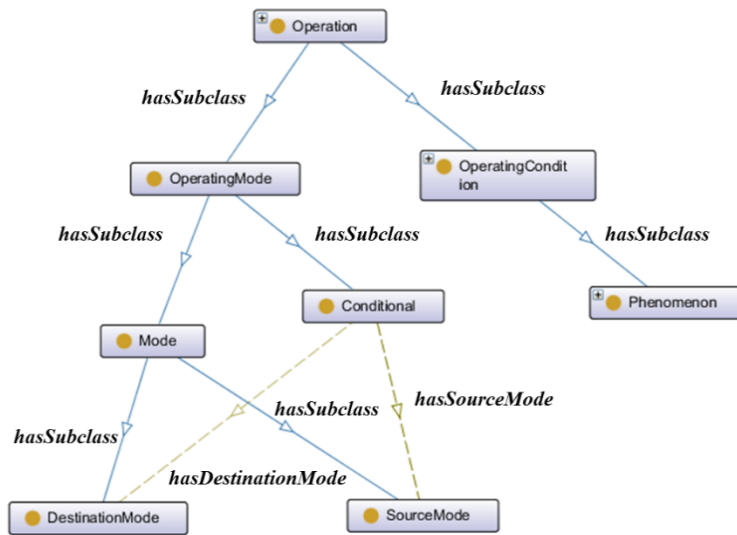 Operation
hasSubclass
hasSubclass
OperatingMode
OperatingCondit
ion
hasSubclass
hasSubclass
hasSubclass
Conditional
Phenomenon
Mode
hasSubclass
hasSourceMode
hasSubclass
hasDestinationMode
DestinationMode
SourceMode